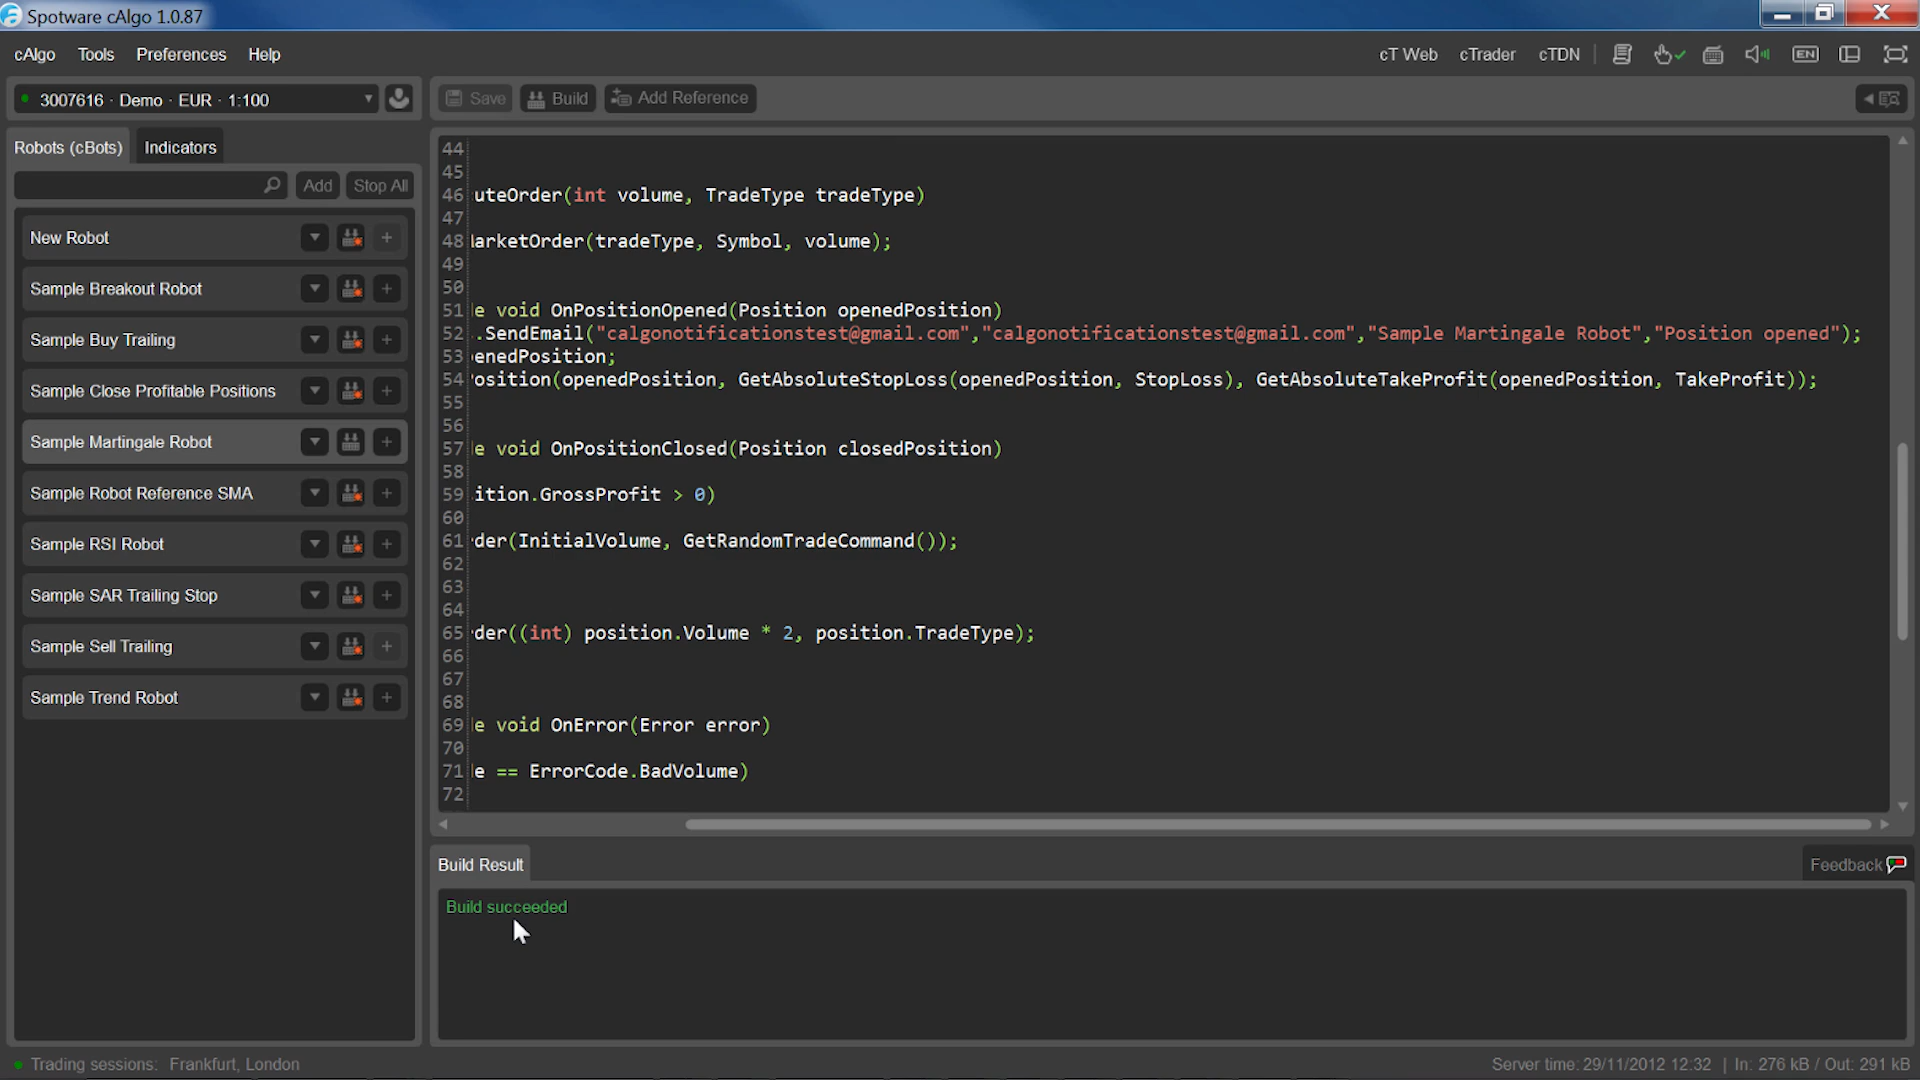 Spotware cAlgo 1.0.87
cAlgo Tools Preferences Help
cT Web cTrader cTDN EN
3007616 · Demo · EUR · 1:100
Save Build Add Reference
Robots (cBots) Indicators
Add Stop All
New Robot
Sample Breakout Robot
Sample Buy Trailing
Sample Close Profitable Positions
Sample Martingale Robot
Sample Robot Reference SMA
Sample RSI Robot
Sample SAR Trailing Stop
Sample Sell Trailing
Sample Trend Robot
44
45
46 uteOrder(int volume, TradeType tradeType)
47
48 arketOrder(tradeType, Symbol, volume);
49
50
51 e void OnPositionOpened(Position openedPosition)
52 .SendEmail("calgonotificationstest@gmail.com","calgonotificationstest@gmail.com","Sample Martingale Robot","Position opened");
53 enedPosition;
54 osition(openedPosition, GetAbsoluteStopLoss(openedPosition, StopLoss), GetAbsoluteTakeProfit(openedPosition, TakeProfit));
55
56
57 e void OnPositionClosed(Position closedPosition)
58
59 ition.GrossProfit > 0)
60
61 der(InitialVolume, GetRandomTradeCommand());
62
63
64
65 der((int) position.Volume * 2, position.TradeType);
66
67
68
69 e void OnError(Error error)
70
71 e == ErrorCode.BadVolume)
72
Build Result
Feedback
Build succeeded
Trading sessions: Frankfurt, London
Server time: 29/11/2012 12:32 | In: 276 kB / Out: 291 kB